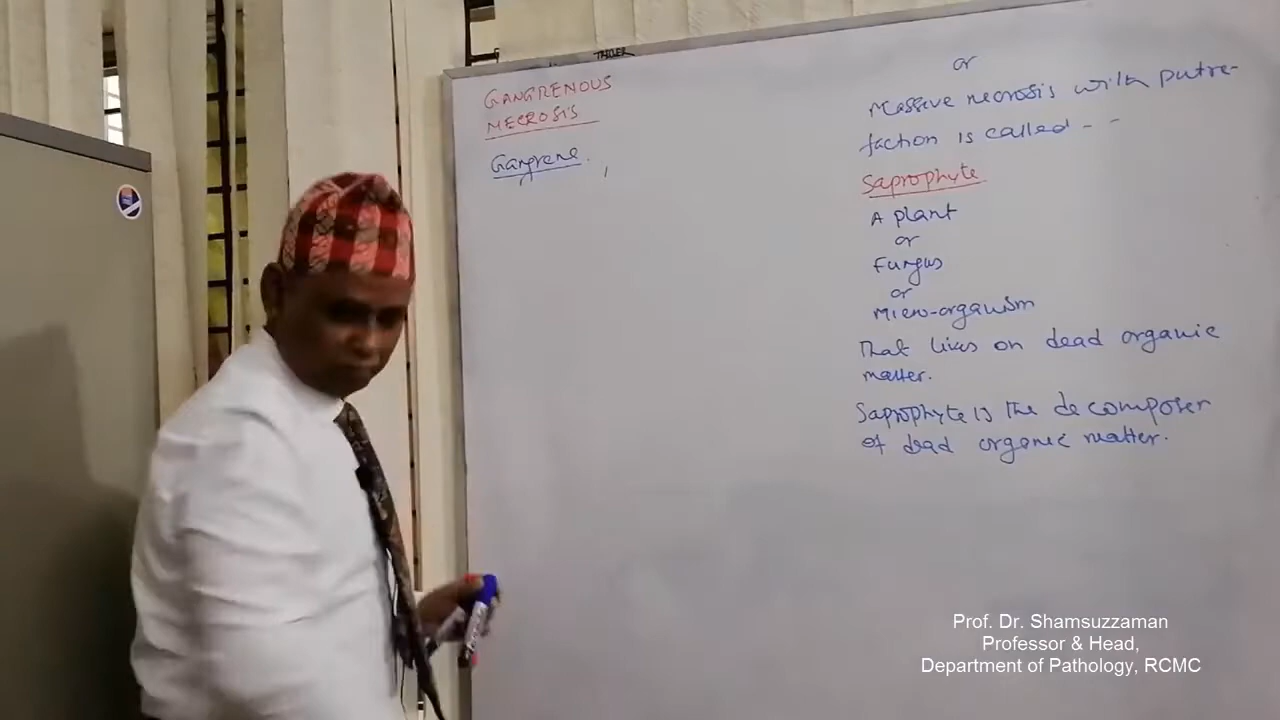 GANGRENOUS
NECROSIS
Gangrene.
or
Massive necrosis with putre-
faction is called - -
Saprophyte
A plant
or
Fungus
or
Micro-organism
That lives on dead organic
matter.
Saprophyte is the decomposer
of dead organic matter.
Prof. Dr. Shamsuzzaman
Professor & Head,
Department of Pathology, RCMC